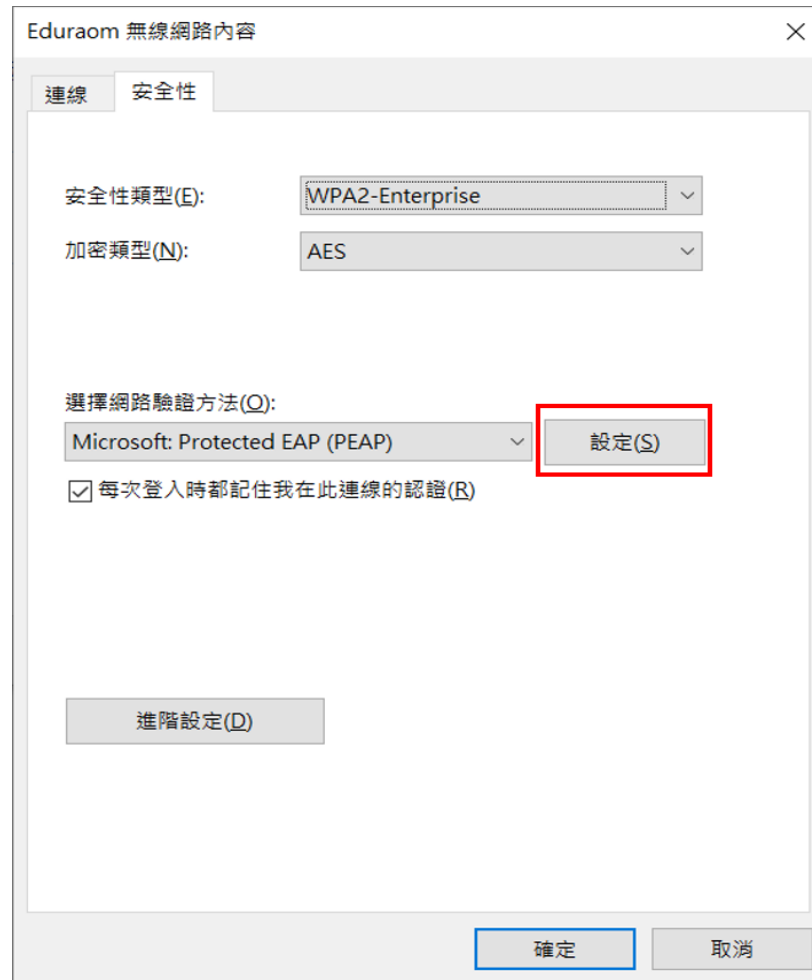 Eduraom 無線網路內容
連線
安全性
安全性類型(E):
WPA2-Enterprise
加密類型(N):
AES
選擇網路驗證方法(O):
Microsoft: Protected EAP (PEAP)
設定(S)
每次登入時都記住我在此連線的認證(R)
進階設定(D)
確定
取消